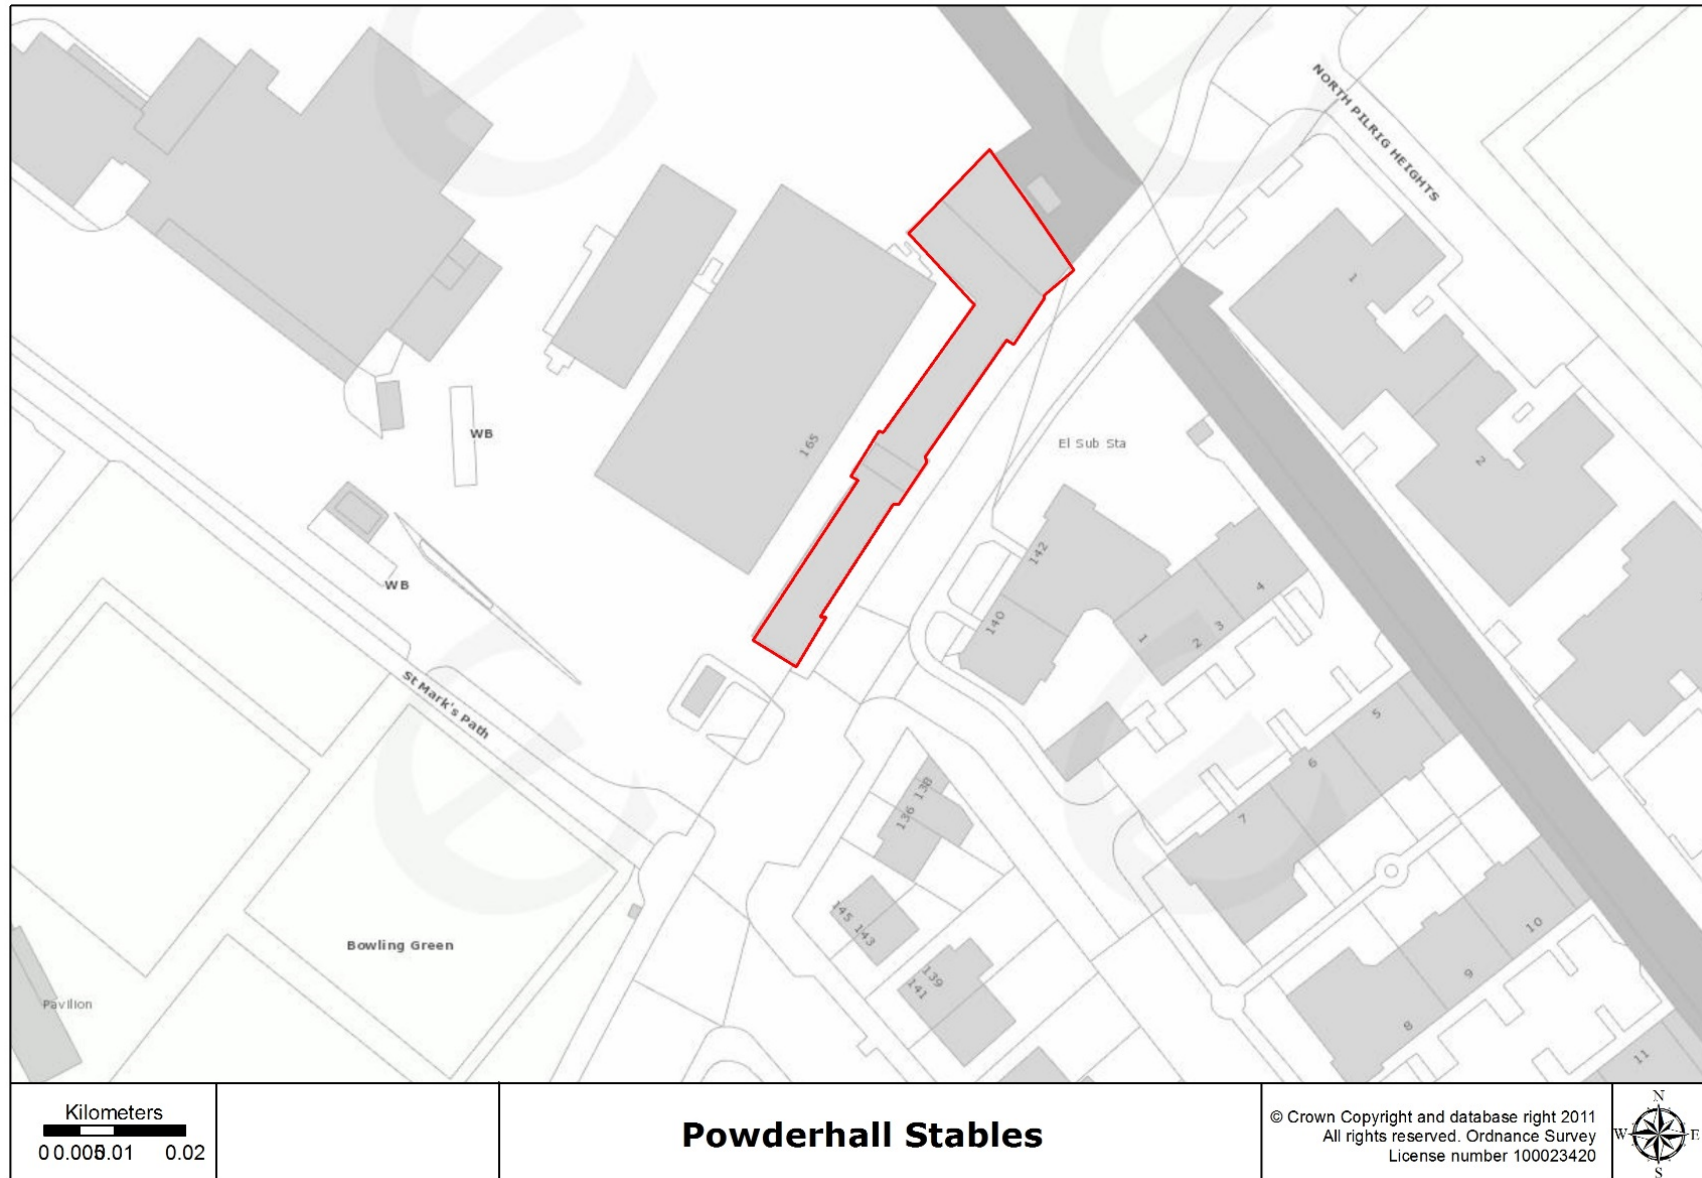 NORTH PILRIG HEIGHTS
1
2
165
WB
El Sub Sta
142
140
WB
1
2
3
4
St Mark's Path
5
6
7
138
136
145
143
139
141
Bowling Green
Pavilion
10
9
8
11
Kilometers
0 0.005 0.01 0.02
Powderhall Stables
© Crown Copyright and database right 2011
All rights reserved. Ordnance Survey
License number 100023420
N
W E
S